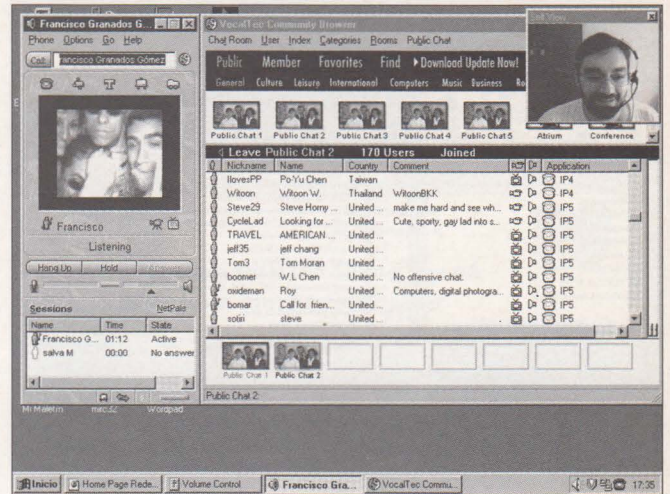 Francisco Granados G...
Phone Options Go Help
Call
rancisco Granados Gómez
Francisco
Listening
Hang Up Hold Answer
Sessions NetPals
Name Time State
Francisco G... 01:12 Active
salva M 00:00 No answer
VocalTec Community Browser
Chat Room User Index Categories Rooms Public Chat
Public Member Favorites Find Download Update Now!
General Culture Leisure International Computers Music Business Ro
Self View
Public Chat 1 Public Chat 2 Public Chat 3 Public Chat 4 Public Chat 5 Atrium Conference
Leave Public Chat 2 170 Users Joined
Nickname Name Country Comment Application
IlovesPP Po-Yu Chen Taiwan IP4
Witoon Witoon W. Thailand WitoonBKK IP4
Steve29 Steve Horny ... United ... make me hard and see wh... IP5
CycleLad Looking for ... United ... Cute, sporty, gay lad into s... IP5
TRAVEL AMERICAN ... United ... IP5
jeff35 jeff chang United ... IP5
Tom3 Tom Moran United ... IP5
boomer W.L Chen United ... No offensive chat. IP5
oxideman Roy United ... Computers, digital photogra... IP5
bomar Call for frien... United ... IP5
sotiri steve United ... IP5
Public Chat 1 Public Chat 2
Public Chat 2:
Mi Maletín mirc32 Wordpad
Inicio Home Page Rede... Volume Control Francisco Gra... VocalTec Commu... 17:35